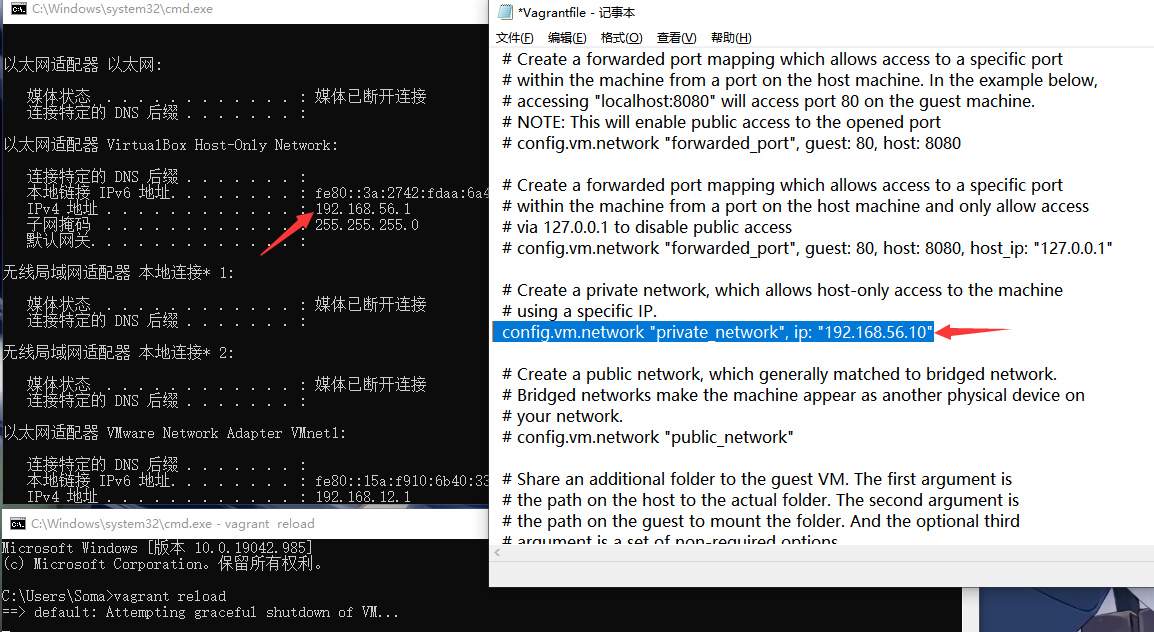 C:\Windows\system32\cmd.exe
以太网适配器 以太网:
媒体状态 . . . . . . . . . . . . : 媒体已断开连接
连接特定的 DNS 后缀 . . . . . . . :
以太网适配器 VirtualBox Host-Only Network:
连接特定的 DNS 后缀 . . . . . . . :
本地链接 IPv6 地址. . . . . . . . : fe80::3a:2742:fdaa:6a4
IPv4 地址 . . . . . . . . . . . . : 192.168.56.1
子网掩码 . . . . . . . . . . . . : 255.255.255.0
默认网关. . . . . . . . . . . . . :
无线局域网适配器 本地连接* 1:
媒体状态 . . . . . . . . . . . . : 媒体已断开连接
连接特定的 DNS 后缀 . . . . . . . :
无线局域网适配器 本地连接* 2:
媒体状态 . . . . . . . . . . . . : 媒体已断开连接
连接特定的 DNS 后缀 . . . . . . . :
以太网适配器 VMware Network Adapter VMnet1:
连接特定的 DNS 后缀 . . . . . . . :
本地链接 IPv6 地址. . . . . . . . : fe80::15a:f910:6b40:33
IPv4 地址 . . . . . . . . . . . . : 192.168.12.1
C:\Windows\system32\cmd.exe - vagrant reload
Microsoft Windows [版本 10.0.19042.985]
(c) Microsoft Corporation。保留所有权利。
C:\Users\Soma>vagrant reload
==> default: Attempting graceful shutdown of VM...
*Vagrantfile - 记事本
文件(F) 编辑(E) 格式(O) 查看(V) 帮助(H)
# Create a forwarded port mapping which allows access to a specific port
# within the machine from a port on the host machine. In the example below,
# accessing "localhost:8080" will access port 80 on the guest machine.
# NOTE: This will enable public access to the opened port
# config.vm.network "forwarded_port", guest: 80, host: 8080
# Create a forwarded port mapping which allows access to a specific port
# within the machine from a port on the host machine and only allow access
# via 127.0.0.1 to disable public access
# config.vm.network "forwarded_port", guest: 80, host: 8080, host_ip: "127.0.0.1"
# Create a private network, which allows host-only access to the machine
# using a specific IP.
config.vm.network "private_network", ip: "192.168.56.10"
# Create a public network, which generally matched to bridged network.
# Bridged networks make the machine appear as another physical device on
# your network.
# config.vm.network "public_network"
# Share an additional folder to the guest VM. The first argument is
# the path on the host to the actual folder. The second argument is
# the path on the guest to mount the folder. And the optional third
# argument is a set of non-required options